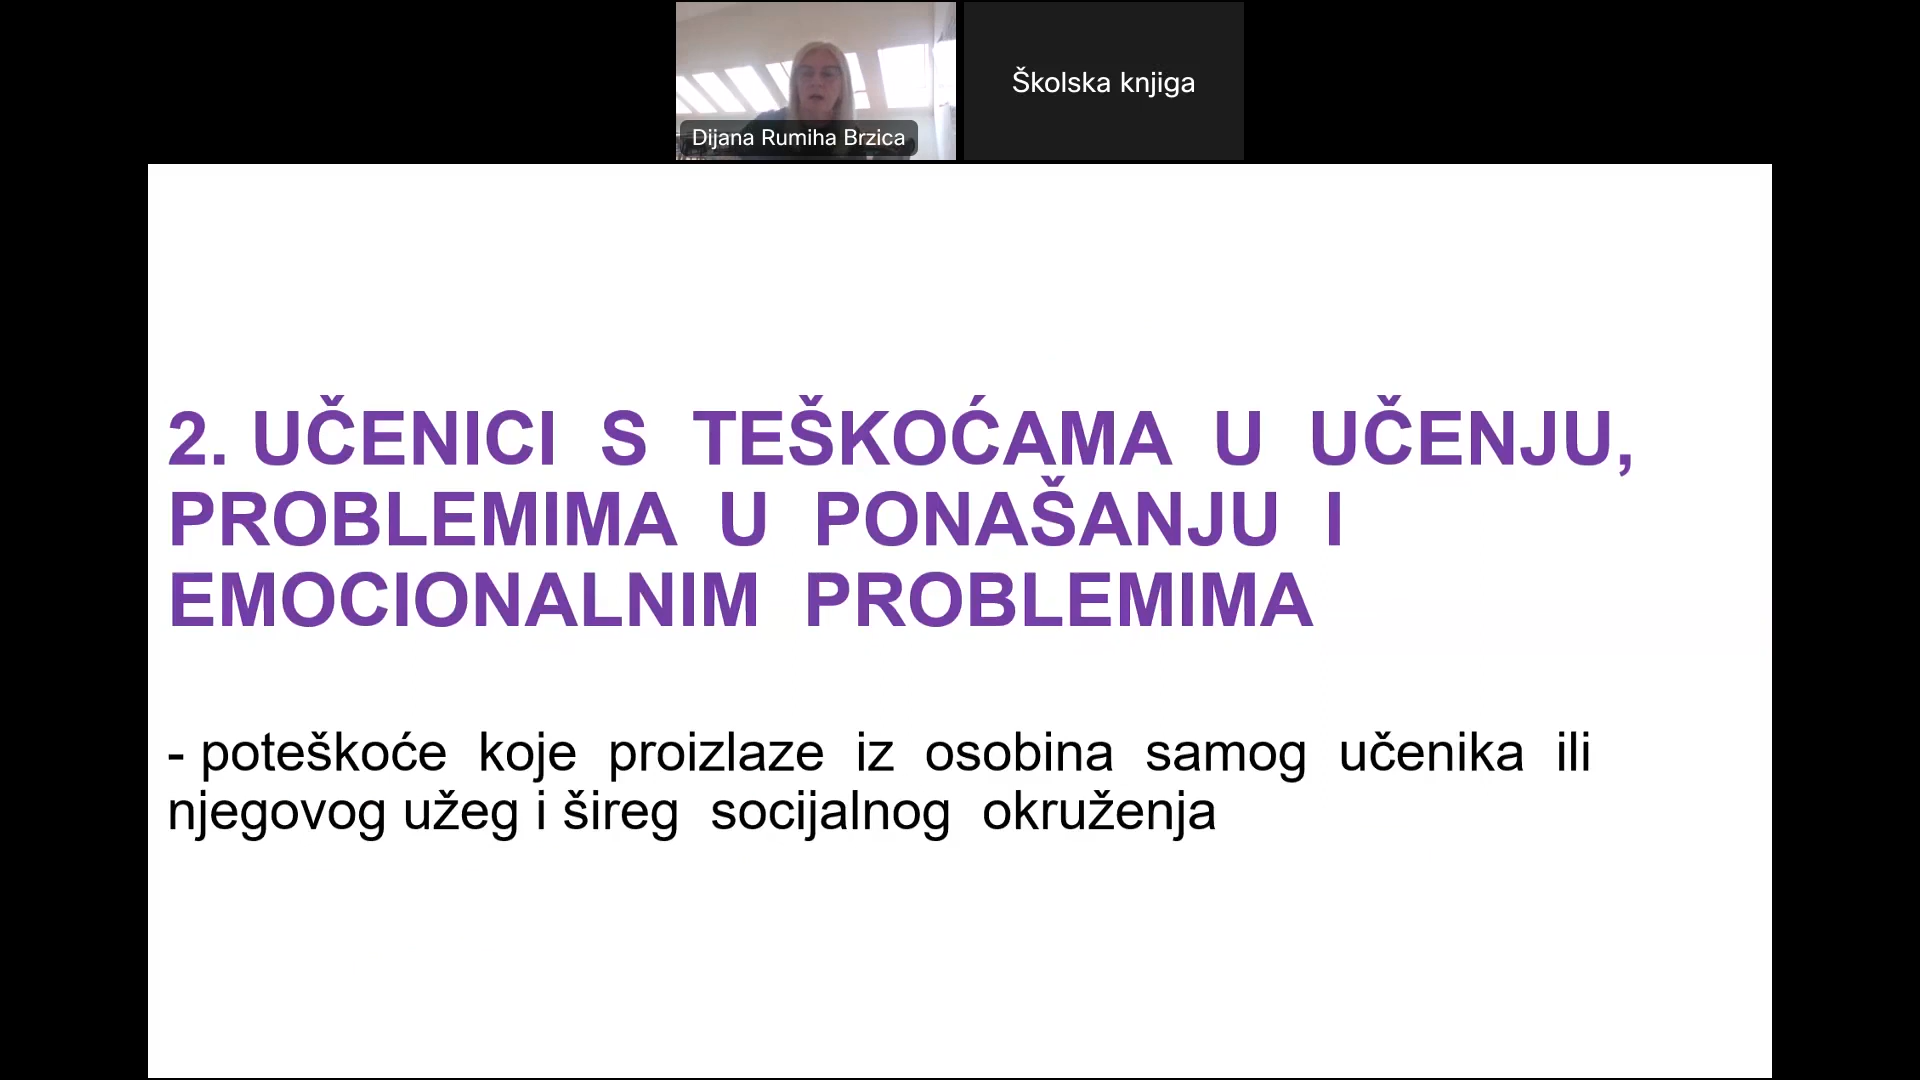 Dijana Rumiha Brzica
Školska knjiga
2. UČENICI S TEŠKOĆAMA U UČENJU,
PROBLEMIMA U PONAŠANJU I
EMOCIONALNIM PROBLEMIMA
- poteškoće koje proizlaze iz osobina samog učenika ili
njegovog užeg i šireg socijalnog okruženja